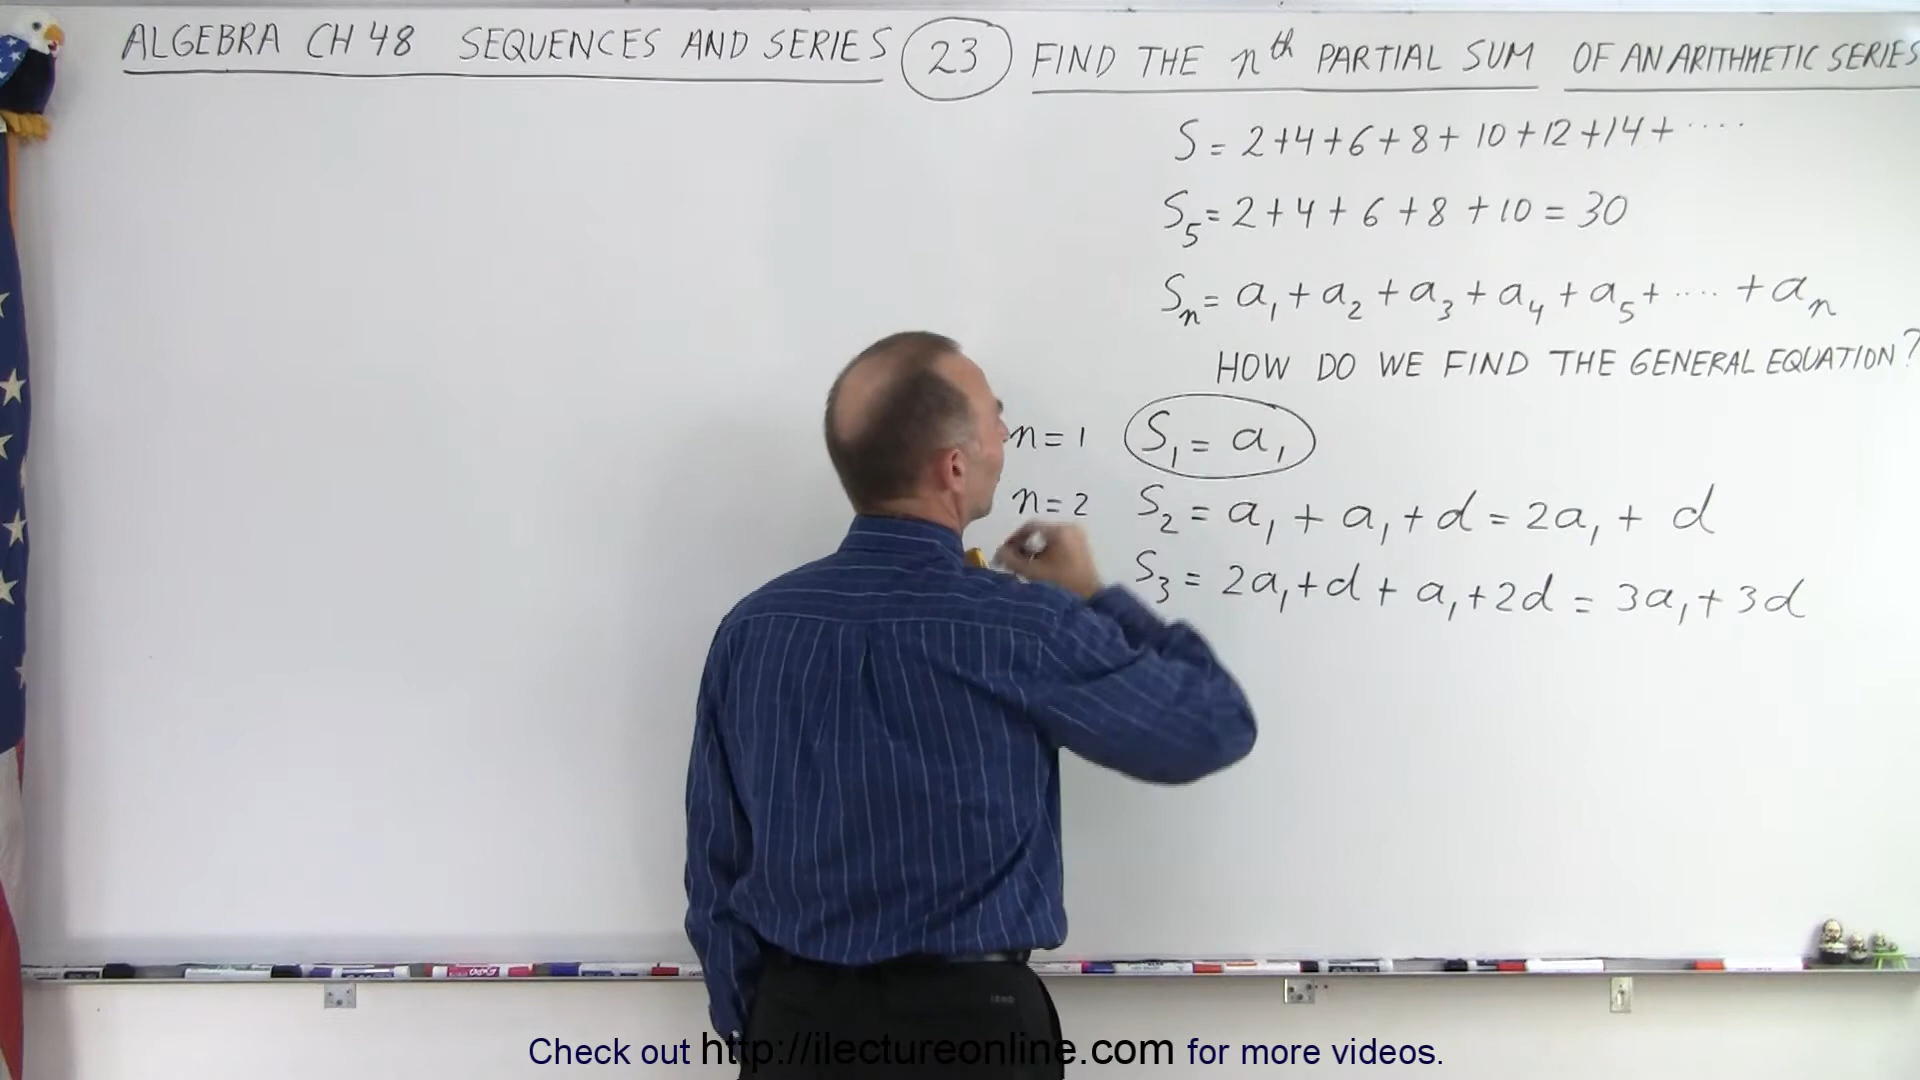 ALGEBRA CH 48 SEQUENCES AND SERIES 23 FIND THE nth PARTIAL SUM OF AN ARITHMETIC SERIES
S = 2+4+6+8+10+12+14+ ....
S₅ = 2+4+6+8+10 = 30
Sₙ = a₁ + a₂ + a₃ + a₄ + a₅ + .... + aₙ
HOW DO WE FIND THE GENERAL EQUATION?
n = 1 S₁ = a₁
n = 2 S₂ = a₁ + a₁ + d = 2a₁ + d
S₃ = 2a₁ + d + a₁ + 2d = 3a₁ + 3d
Check out http://ilectureonline.com for more videos.